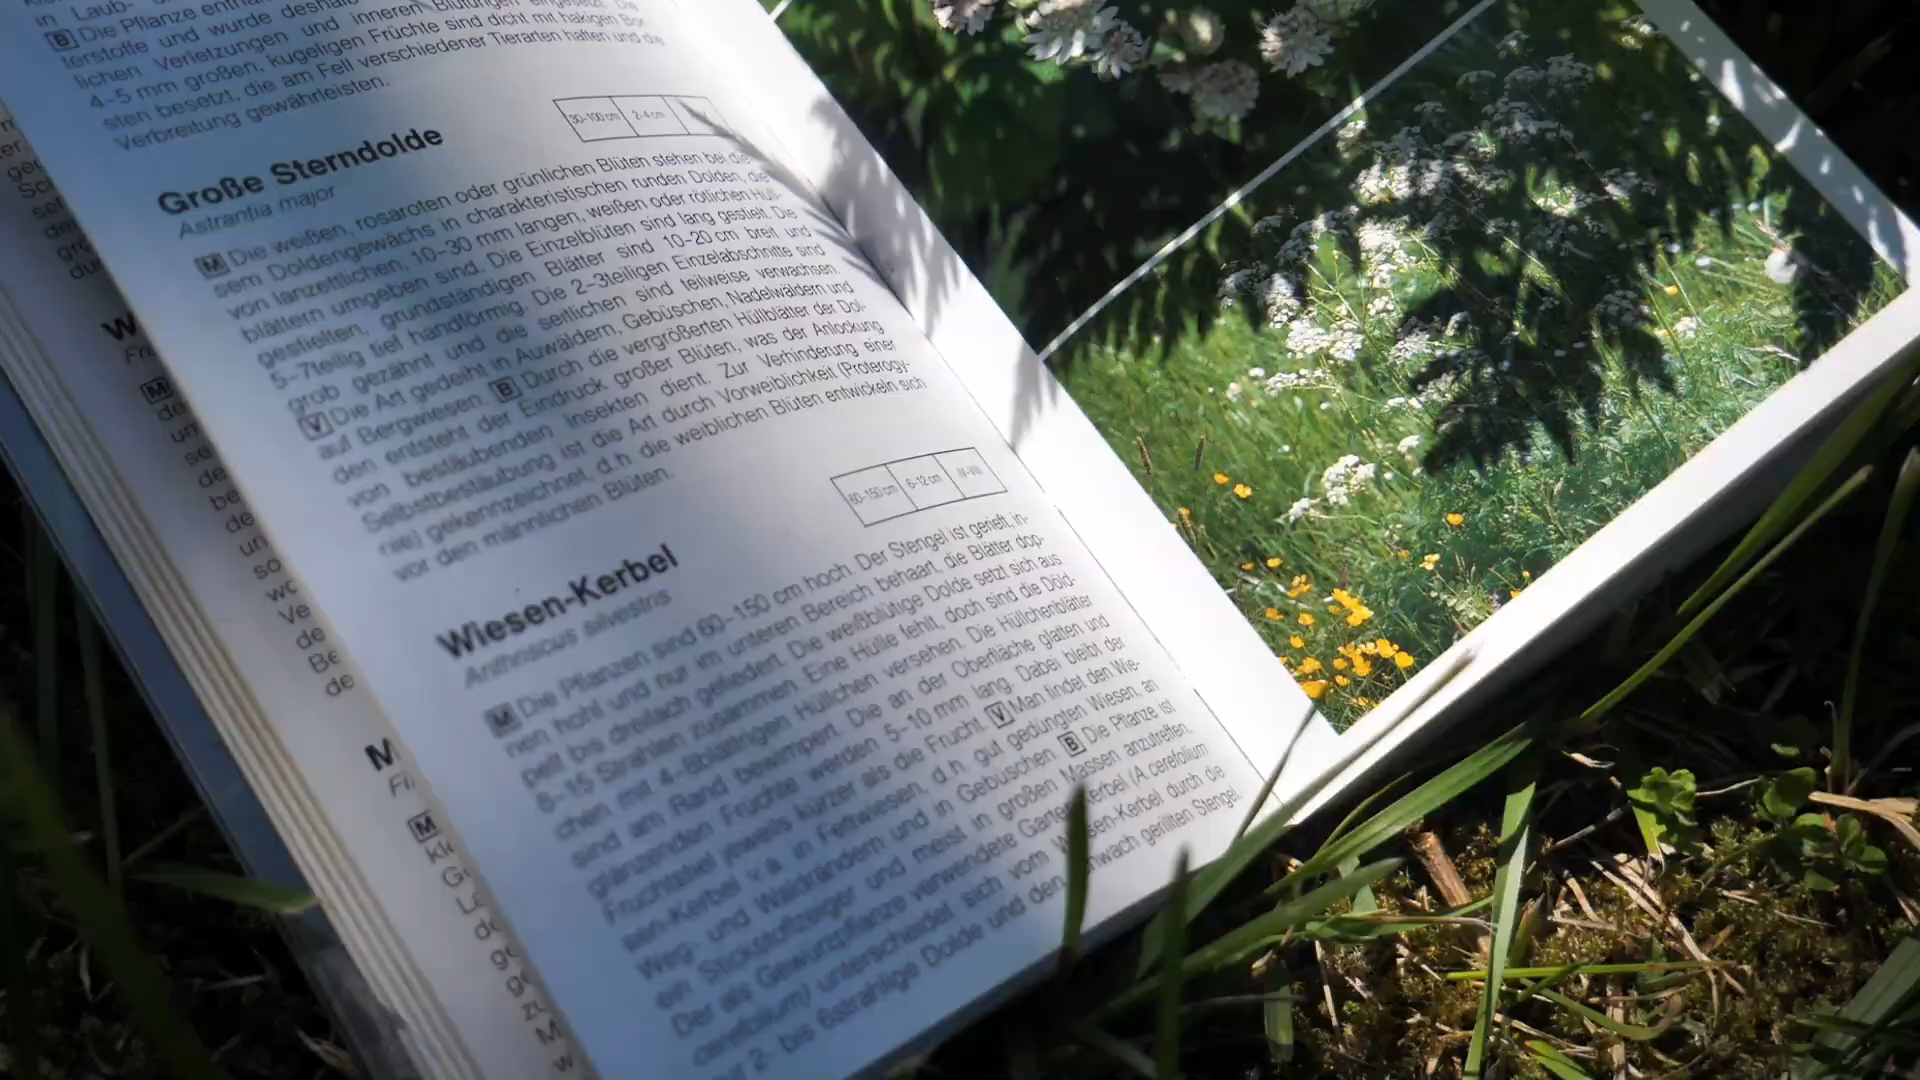 in Laub-
B Die Pflanze enthält
terstoffe und wurde deshalb
lichen Verletzungen und inneren Blutungen eingesetzt. Die
4–5 mm großen, kugeligen Früchte sind dicht mit hakigen Bor-
sten besetzt, die am Fell verschiedener Tierarten haften und die
Verbreitung gewährleisten.
30-100 cm 2-4 cm
Große Sterndolde
Astrantia major
M Die weißen, rosaroten oder grünlichen Blüten stehen bei die-
sem Doldengewächs in charakteristischen runden Dolden, die
von lanzettlichen, 10–30 mm langen, weißen oder rötlichen Hüll-
blättern umgeben sind. Die Einzelblüten sind lang gestielt. Die
gestielten, grundständigen Blätter sind 10–20 cm breit und
5–7teilig tief handförmig. Die 2–3teiligen Einzelabschnitte sind
grob gezähnt und die seitlichen sind teilweise verwachsen.
V Die Art gedeiht in Auwäldern, Gebüschen, Nadelwäldern und
auf Bergwiesen. B Durch die vergrößerten Hüllblätter der Dol-
den entsteht der Eindruck großer Blüten, was der Anlockung
von bestäubenden Insekten dient. Zur Verhinderung einer
Selbstbestäubung ist die Art durch Vorweiblichkeit (Proterogy-
nie) gekennzeichnet, d.h. die weiblichen Blüten entwickeln sich
vor den männlichen Blüten.
60-150 cm 6-12 cm IV-VIII
Wiesen-Kerbel
Anthriscus silvestris
M Die Pflanzen sind 60–150 cm hoch. Der Stengel ist gerieft, in-
nen hohl und nur im unteren Bereich behaart, die Blätter dop-
pelt bis dreifach gefiedert. Die weißblütige Dolde setzt sich aus
6–15 Strahlen zusammen. Eine Hülle fehlt, doch sind die Döld-
chen mit 4–8blättrigen Hüllchen versehen. Die Hüllchenblätter
sind am Rand bewimpert. Die an der Oberfläche glatten und
glänzenden Früchte werden 5–10 mm lang. Dabei bleibt der
Fruchtstiel jeweils kürzer als die Frucht. V Man findet den Wie-
sen-Kerbel v.a. in Fettwiesen, d.h. gut gedüngten Wiesen, an
Weg- und Waldrändern und in Gebüschen. B Die Pflanze ist
ein Stickstoffzeiger und meist in großen Massen anzutreffen.
Der als Gewürzpflanze verwendete Garten-Kerbel (A. cerefolium
cerefolium) unterscheidet sich vom Wiesen-Kerbel durch die
2- bis 6strahlige Dolde und den schwach gerillten Stengel.